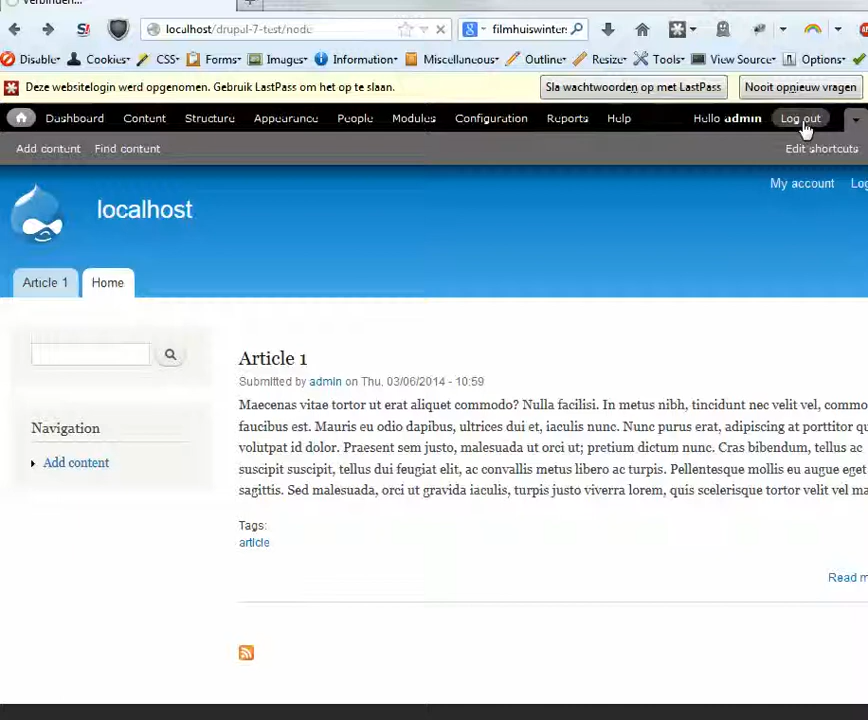 Verbinden...
localhost/drupal-7-test/node
filmhuiswinter:
Disable Cookies CSS Forms Images Information Miscellaneous Outline Resize Tools View Source Options
Deze websitelogin werd opgenomen. Gebruik LastPass om het op te slaan. Sla wachtwoorden op met LastPass Nooit opnieuw vragen
Dashboard Content Structure Appearance People Modules Configuration Reports Help Hello admin Log out
Add content Find content Edit shortcuts
My account Log
localhost
Article 1 Home
Article 1
Submitted by admin on Thu, 03/06/2014 - 10:59
Maecenas vitae tortor ut erat aliquet commodo? Nulla facilisi. In metus nibh, tincidunt nec velit vel, commo
faucibus est. Mauris eu odio dapibus, ultrices dui et, iaculis nunc. Nunc purus erat, adipiscing at porttitor qu
volutpat id dolor. Praesent sem justo, malesuada ut orci ut; pretium dictum nunc. Cras bibendum, tellus ac
suscipit suscipit, tellus dui feugiat elit, ac convallis metus libero ac turpis. Pellentesque mollis eu augue eget
sagittis. Sed malesuada, orci ut gravida iaculis, turpis justo viverra lorem, quis scelerisque tortor velit vel ma
Navigation
Add content
Tags:
article
Read m